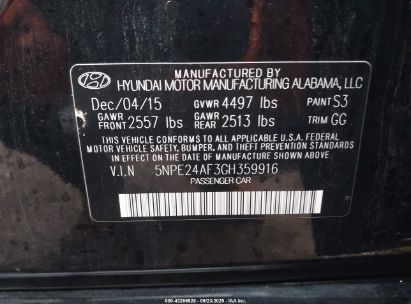 HYUNDAI MOTOR MANUFACTURING ALABAMA, LLC
Dec/04/15 GVWR 4497 lbs PAINT S3
GAWR FRONT 2557 lbs GAWR REAR 2513 lbs TRIM GG
THIS VEHICLE CONFORMS TO ALL APPLICABLE U.S.A. FEDERAL
MOTOR VEHICLE SAFETY, BUMPER, AND THEFT PREVENTION
STANDARDS IN EFFECT ON THE DATE OF MANUFACTURE SHOWN ABOVE.
V.I.N 5NPE24AF3GH359916
PASSENGER CAR